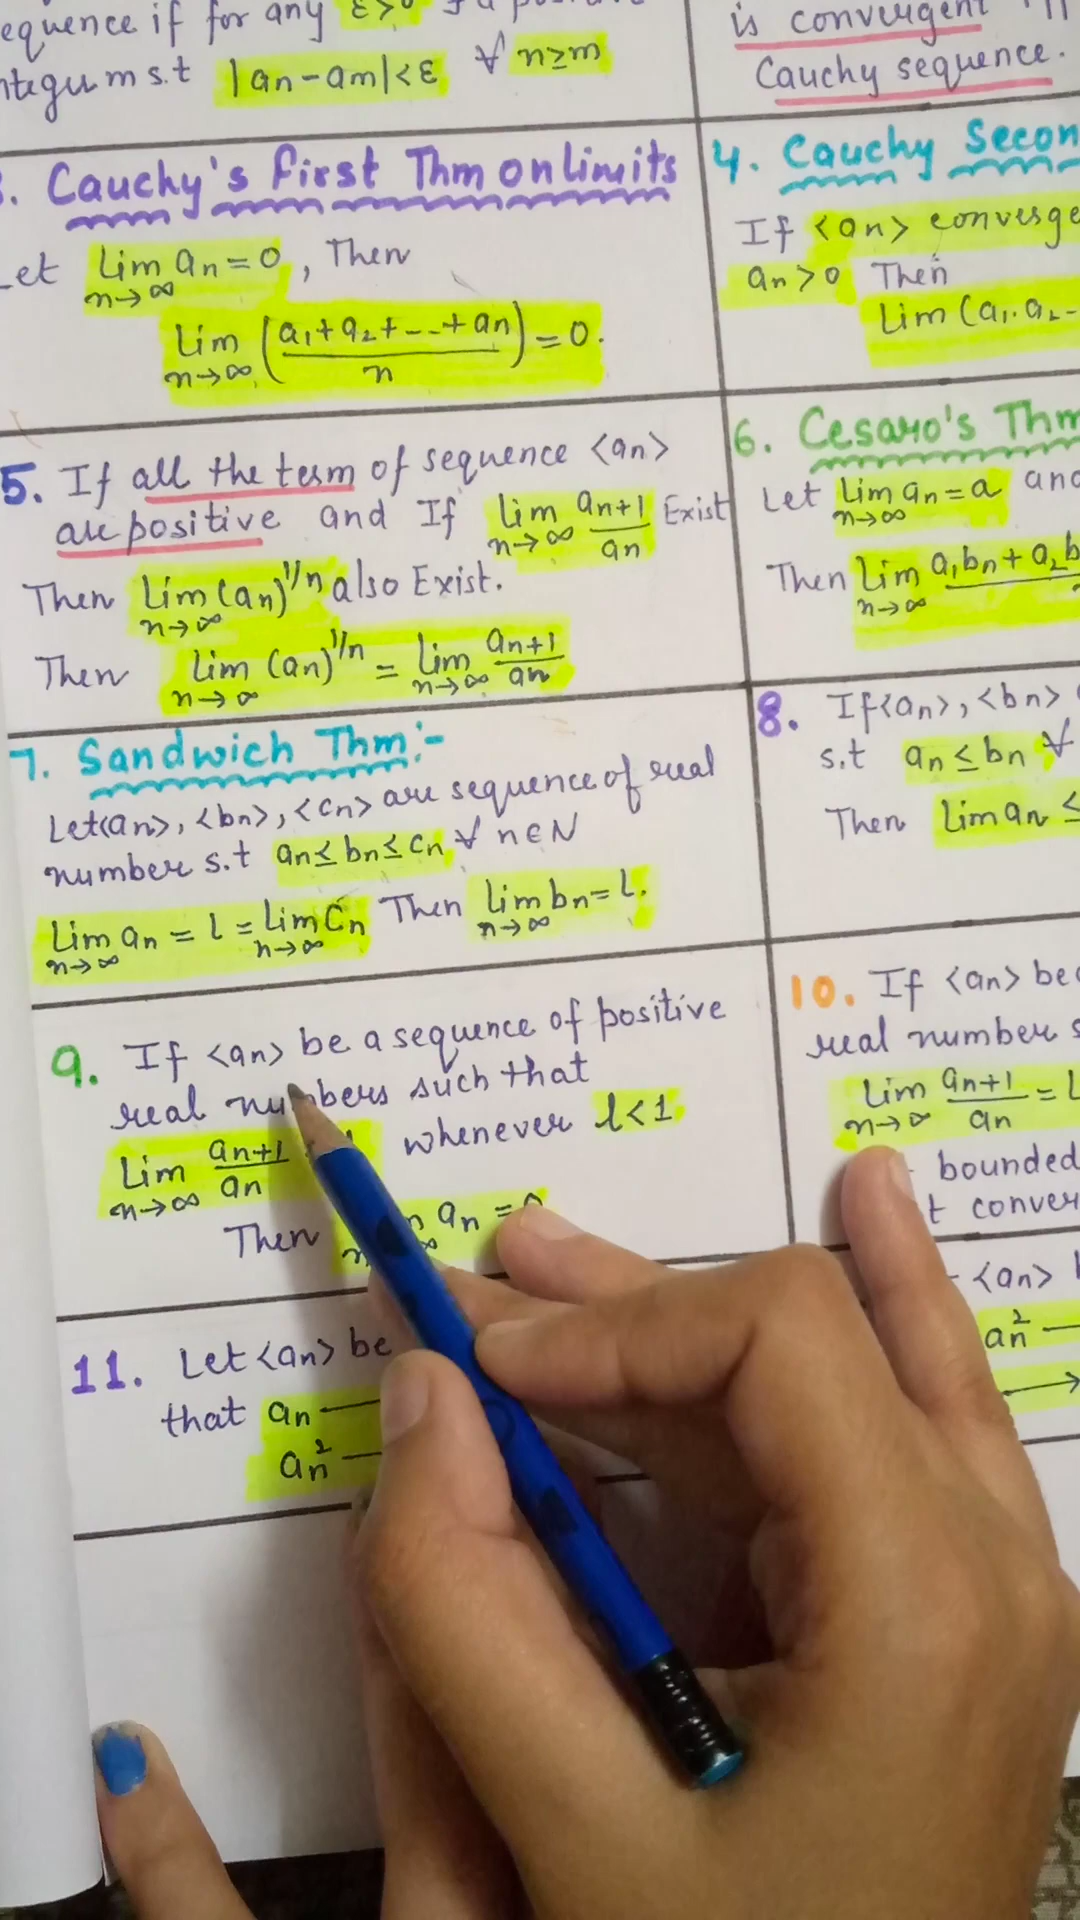 equence if for any ε>0
ntegu m s.t |an-am|<ε ∀ n≥m
is convergent
Cauchy sequence.
. Cauchy's first Thm on limits
Let lim n→∞ an=0, Then
lim n→∞ (a1+a2+--+an / n) =0.
4. Cauchy Secon
If <an> converge
an>0 Then
Lim (a1.a2-
5. If all the term of sequence <an>
are positive and If lim n→∞ an+1/an Exist
Then lim n→∞ (an)^1/n also Exist.
Then lim n→∞ (an)^1/n = lim n→∞ an+1/an
6. Cesaro's Thm
Let lim n→∞ an=a and
Then lim n→∞ a1bn+a2b
7. Sandwich Thm:-
Let <an>, <bn>, <cn> are sequence of real
number s.t an≤bn≤cn ∀ n∈N
lim n→∞ an = l = lim n→∞ Cn Then lim n→∞ bn=l.
8. If <an>, <bn>
s.t an≤bn ∀
Then lim an ≤
9. If <an> be a sequence of positive
real numbers such that
Lim n→∞ an+1/an whenever l<1
Then an =0
10. If <an> be
real number s
lim n→∞ an+1/an = L
bounded
t conver
11. Let <an> be
that an —
an² —
<an>
an² —
→